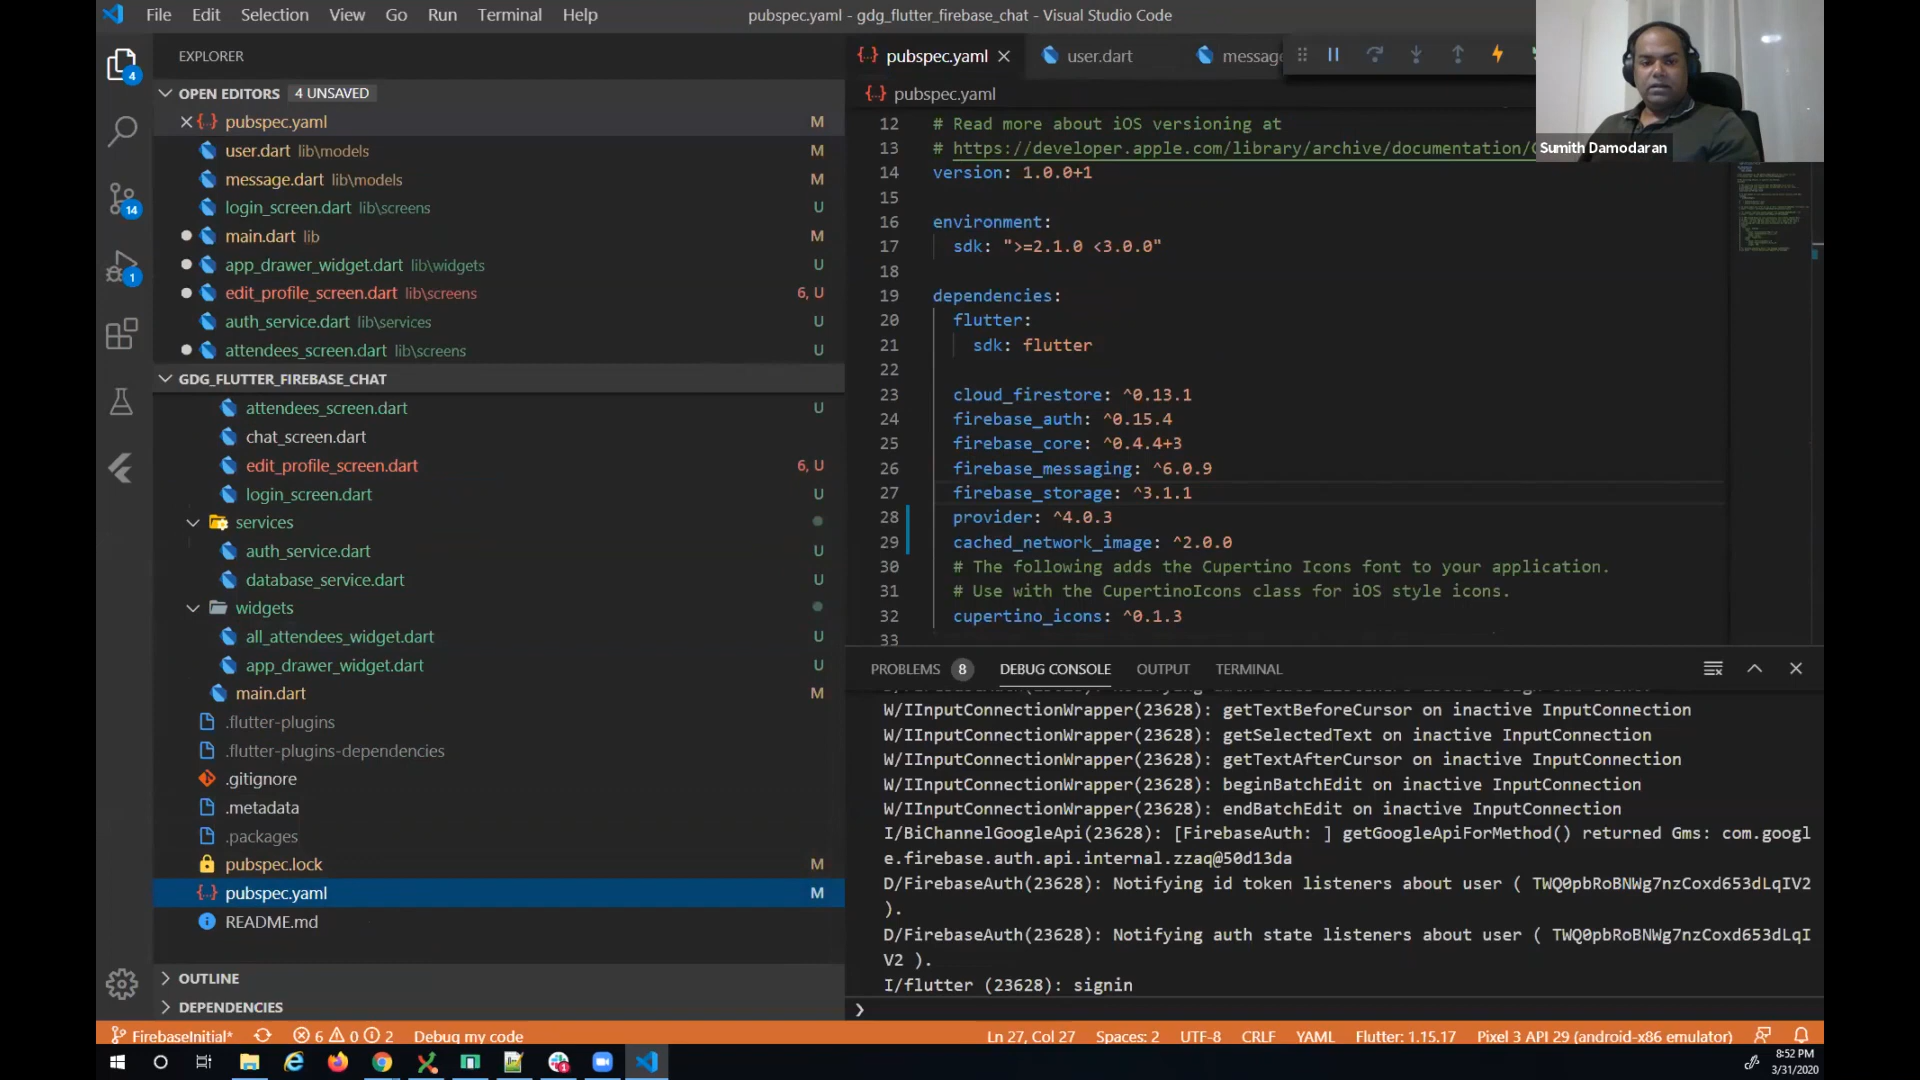 File Edit Selection View Go Run Terminal Help
pubspec.yaml - gdg_flutter_firebase_chat - Visual Studio Code
EXPLORER
OPEN EDITORS 4 UNSAVED
pubspec.yaml M
user.dart lib\models M
message.dart lib\models M
login_screen.dart lib\screens U
main.dart lib M
app_drawer_widget.dart lib\widgets U
edit_profile_screen.dart lib\screens 6, U
auth_service.dart lib\services U
attendees_screen.dart lib\screens U
GDG_FLUTTER_FIREBASE_CHAT
attendees_screen.dart U
chat_screen.dart
edit_profile_screen.dart 6, U
login_screen.dart U
services
auth_service.dart U
database_service.dart U
widgets
all_attendees_widget.dart U
app_drawer_widget.dart U
main.dart M
.flutter-plugins
.flutter-plugins-dependencies
.gitignore
.metadata
.packages
pubspec.lock M
pubspec.yaml M
README.md
OUTLINE
DEPENDENCIES
4
14
1
pubspec.yaml user.dart message
pubspec.yaml
12 # Read more about iOS versioning at
13 # https://developer.apple.com/library/archive/documentation/
14 version: 1.0.0+1
15
16 environment:
17 sdk: ">=2.1.0 <3.0.0"
18
19 dependencies:
20 flutter:
21 sdk: flutter
22
23 cloud_firestore: ^0.13.1
24 firebase_auth: ^0.15.4
25 firebase_core: ^0.4.4+3
26 firebase_messaging: ^6.0.9
27 firebase_storage: ^3.1.1
28 provider: ^4.0.3
29 cached_network_image: ^2.0.0
30 # The following adds the Cupertino Icons font to your application.
31 # Use with the CupertinoIcons class for iOS style icons.
32 cupertino_icons: ^0.1.3
33
Sumith Damodaran
PROBLEMS 8 DEBUG CONSOLE OUTPUT TERMINAL
W/IInputConnectionWrapper(23628): getTextBeforeCursor on inactive InputConnection
W/IInputConnectionWrapper(23628): getSelectedText on inactive InputConnection
W/IInputConnectionWrapper(23628): getTextAfterCursor on inactive InputConnection
W/IInputConnectionWrapper(23628): beginBatchEdit on inactive InputConnection
W/IInputConnectionWrapper(23628): endBatchEdit on inactive InputConnection
I/BiChannelGoogleApi(23628): [FirebaseAuth: ] getGoogleApiForMethod() returned Gms: com.googl
e.firebase.auth.api.internal.zzaq@50d13da
D/FirebaseAuth(23628): Notifying id token listeners about user ( TWQ0pbRoBNWg7nzCoxd653dLqIV2
).
D/FirebaseAuth(23628): Notifying auth state listeners about user ( TWQ0pbRoBNWg7nzCoxd653dLqI
V2 ).
I/flutter (23628): signin
FirebaseInitial* 6 0 2 Debug my code Ln 27, Col 27 Spaces: 2 UTF-8 CRLF YAML Flutter: 1.15.17 Pixel 3 API 29 (android-x86 emulator)
8:52 PM
3/31/2020